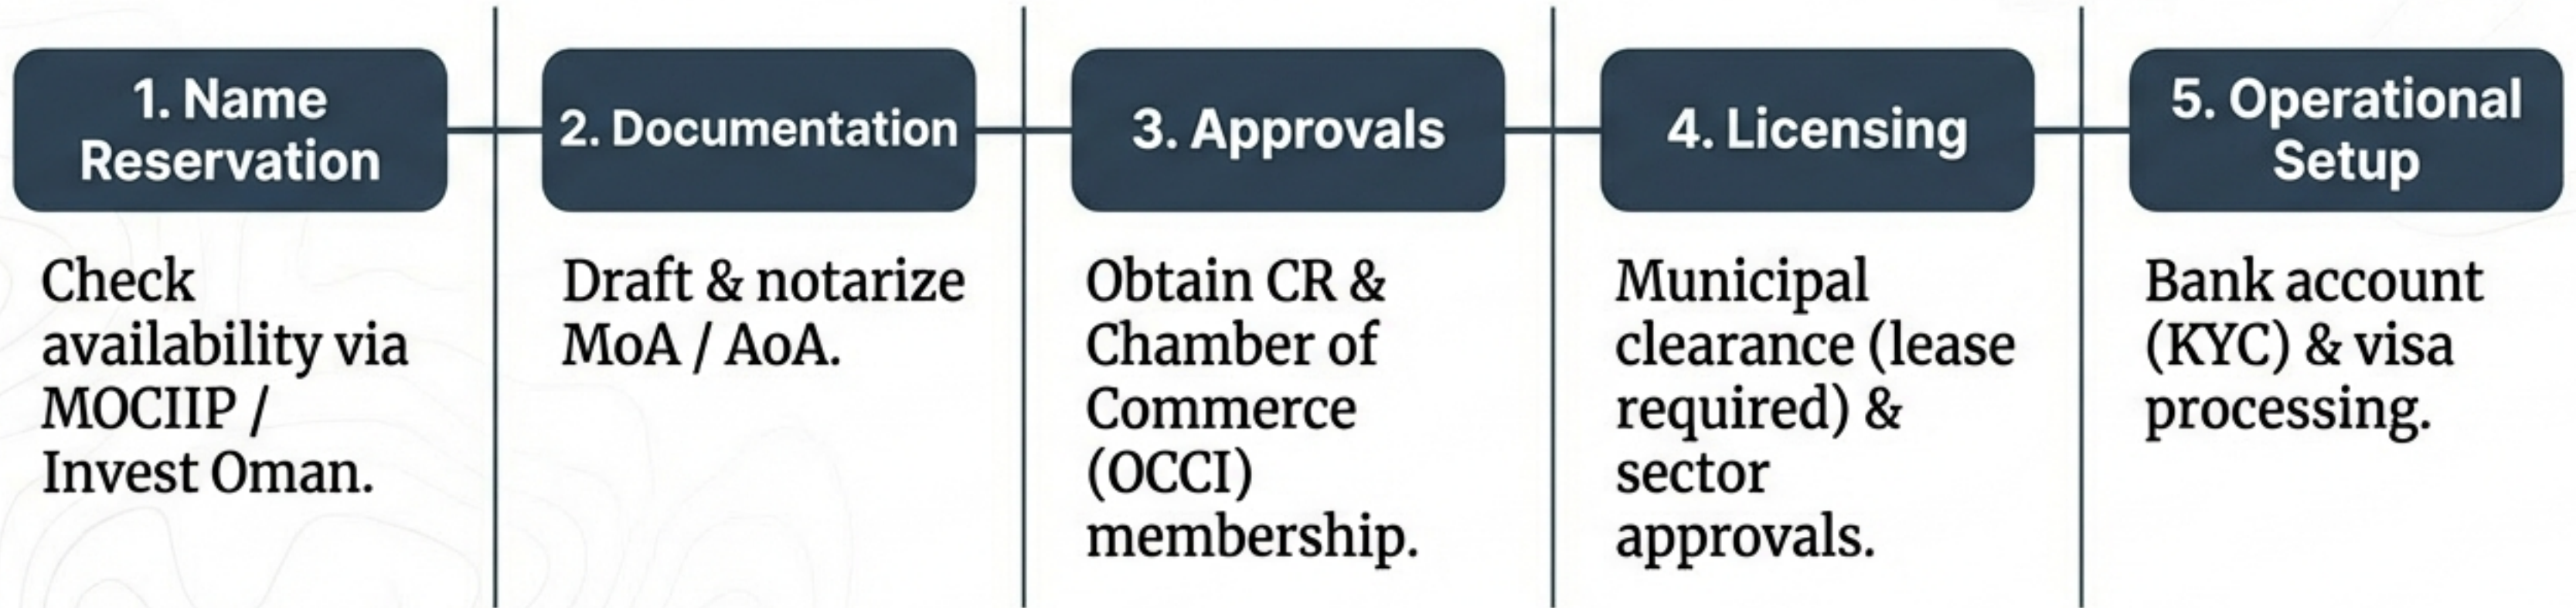 1. Name
Reservation
Check
availability via
MOCIIP /
Invest Oman.
2. Documentation
Draft & notarize
MoA / AoA.
3. Approvals
Obtain CR &
Chamber of
Commerce
(OCCI)
membership.
4. Licensing
Municipal
clearance (lease
required) &
sector
approvals.
5. Operational
Setup
Bank account
(KYC) & visa
processing.